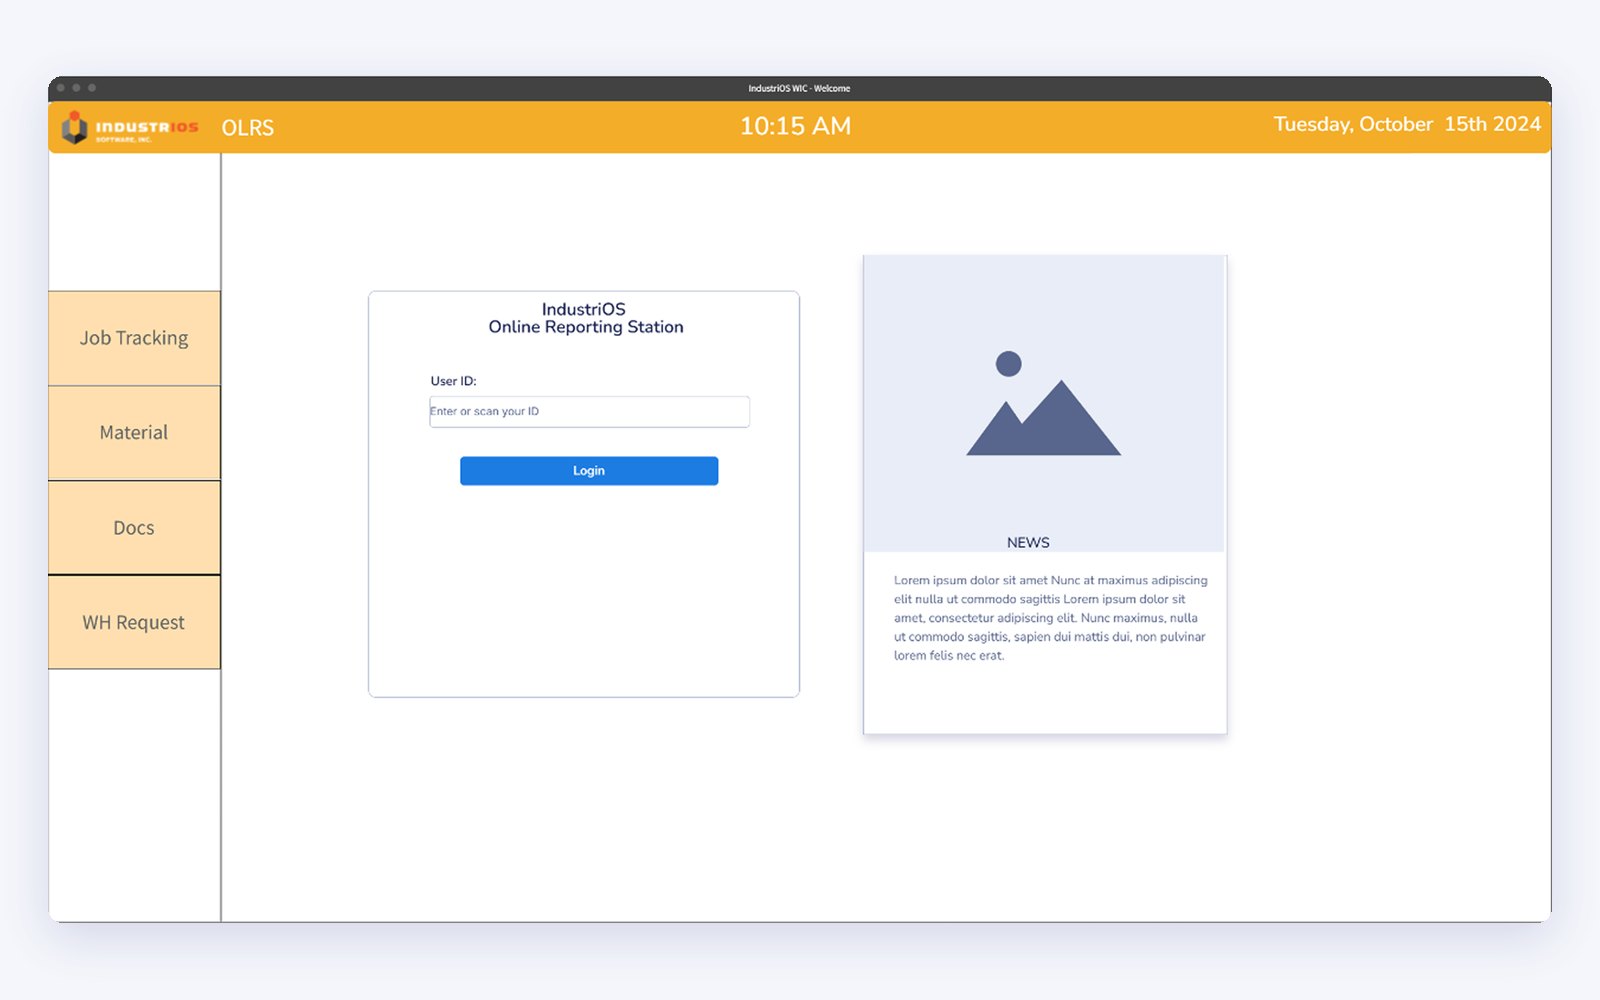 IndustriOS WIC - Welcome
INDUSTRIOS
SOFTWARE, INC.
OLRS
10:15 AM
Tuesday, October 15th 2024
Job Tracking
Material
Docs
WH Request
IndustriOS
Online Reporting Station
User ID:
Enter or scan your ID
Login
NEWS
Lorem ipsum dolor sit amet Nunc at maximus adipiscing
elit nulla ut commodo sagittis Lorem ipsum dolor sit
amet, consectetur adipiscing elit. Nunc maximus, nulla
ut commodo sagittis, sapien dui mattis dui, non pulvinar
lorem felis nec erat.